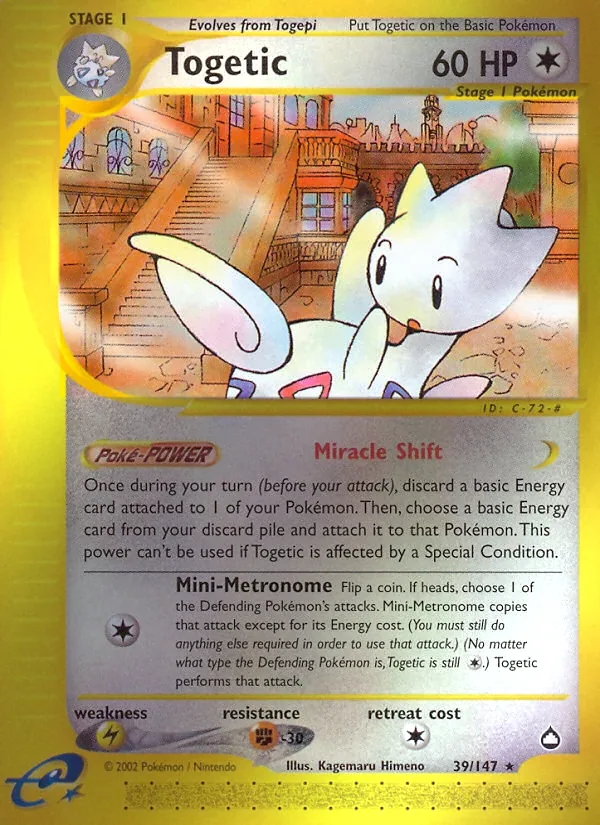 STAGE 1
Evolves from Togepi
Put Togetic on the Basic Pokémon
Togetic
60 HP
Stage 1 Pokémon
ID: C-72-#
Poké-POWER
Miracle Shift
Once during your turn (before your attack), discard a basic Energy
card attached to 1 of your Pokémon. Then, choose a basic Energy
card from your discard pile and attach it to that Pokémon. This
power can't be used if Togetic is affected by a Special Condition.
Mini-Metronome Flip a coin. If heads, choose 1 of
the Defending Pokémon's attacks. Mini-Metronome copies
that attack except for its Energy cost. (You must still do
anything else required in order to use that attack.) (No matter
what type the Defending Pokémon is, Togetic is still .) Togetic
performs that attack.
weakness
resistance
-30
retreat cost
© 2002 Pokémon / Nintendo
Illus. Kagemaru Himeno
39/147 ★
e